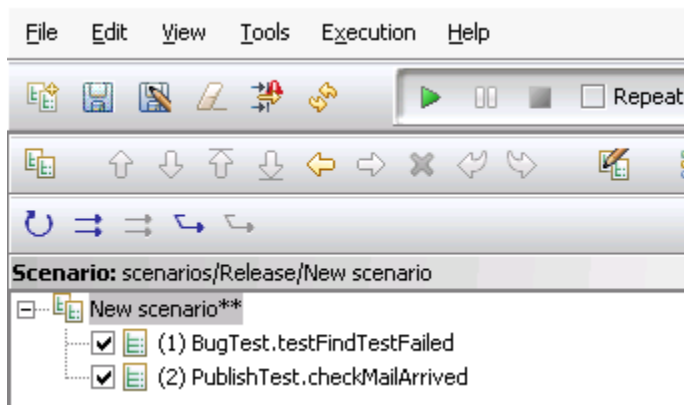 File Edit View Tools Execution Help
Repeat
Scenario: scenarios/Release/New scenario
New scenario**
(1) BugTest.testFindTestFailed
(2) PublishTest.checkMailArrived